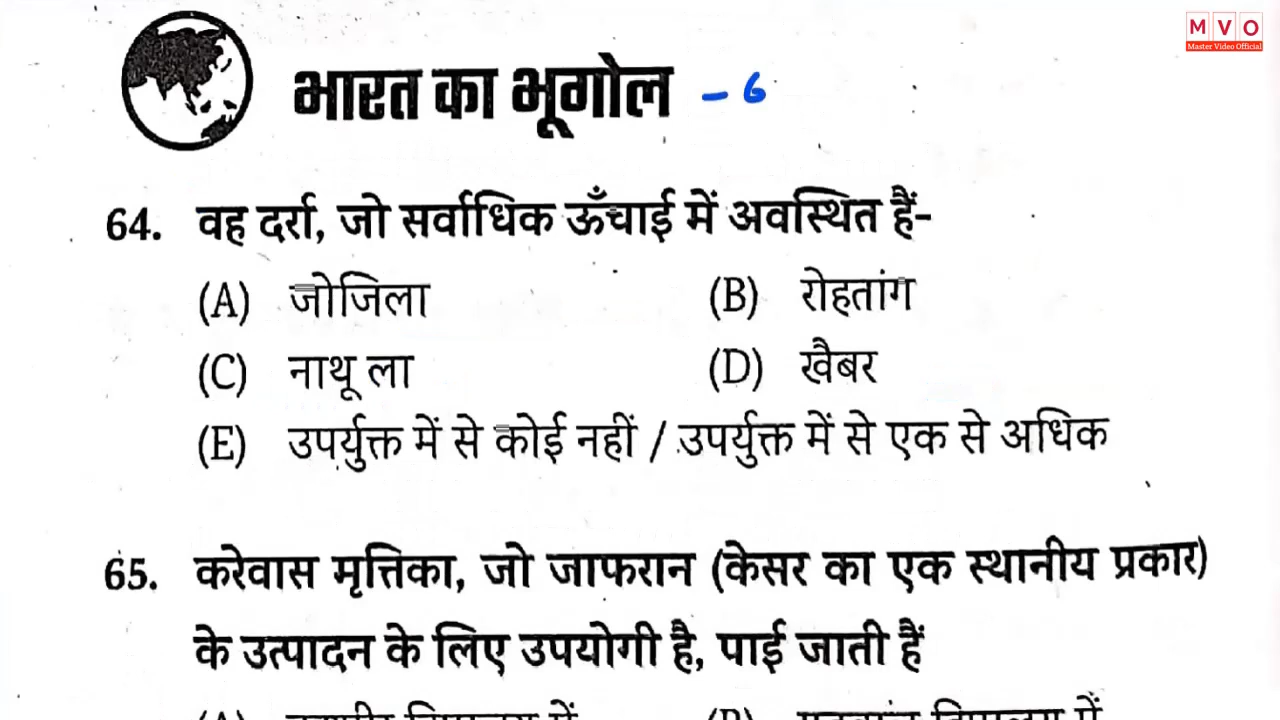 M V O
Master Video Official
भारत का भूगोल - 6
64. वह दर्रा, जो सर्वाधिक ऊँचाई में अवस्थित हैं-
(A) जोजिला (B) रोहतांग
(C) नाथू ला (D) खैबर
(E) उपर्युक्त में से कोई नहीं / उपर्युक्त में से एक से अधिक
65. करेवास मृत्तिका, जो जाफरान (केसर का एक स्थानीय प्रकार)
के उत्पादन के लिए उपयोगी है, पाई जाती हैं